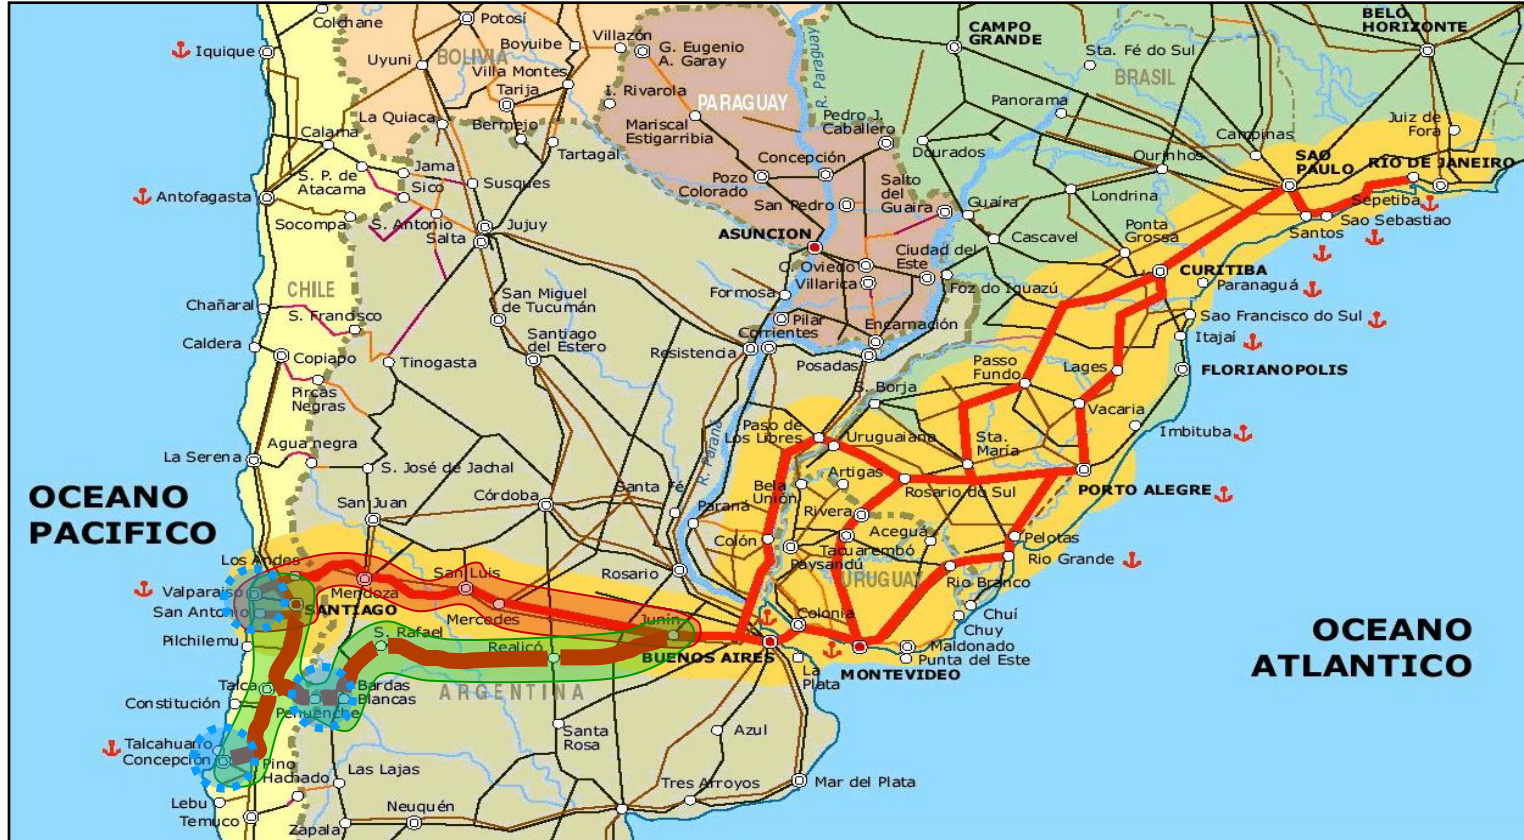 Colchane
Potosí
Villazón
CAMPO
GRANDE
BELO
HORIZONTE
Iquique
Boyuibe
G. Eugenio
A. Garay
Sta. Fé do Sul
Uyuni
BOLIVIA
Villa Montes
BRASIL
R. Paraguay
Tarija
I. Rivarola
PARAGUAY
Panorama
La Quiaca
Bermejo
Mariscal
Estigarribia
Pedro J.
Caballero
Juiz de
Fora
Calama
Tartagal
Campinas
Concepción
Dourados
Ourinhos
SAO
PAULO
RIO DE JANEIRO
S. P. de
Atacama
Jama
Sico
Susques
Pozo
Colorado
Salto
del
Guaira
Londrina
Antofagasta
San Pedro
Guaíra
Sepetiba
Sao Sebastiao
Santos
Socompa
S. Antonio
Salta
Jujuy
ASUNCION
Cascavel
Ponta
Grossa
C. Oviedo
Ciudad del
Este
CURITIBA
CHILE
San Miguel
de Tucumán
Formosa
Villarica
Foz do Iguazú
Paranaguá
Chañaral
S. Francisco
Pilar
Encarnación
Sao Francisco do Sul
Caldera
Santiago
del Estero
Corrientes
Itajaí
Copiapo
Tinogasta
Resistencia
Posadas
Passo
Fundo
Lages
FLORIANOPOLIS
Pircas
Negras
S. Borja
Vacaria
Agua negra
Paso de
Los Libres
Uruguaiana
Sta.
María
Imbituba
La Serena
S. José de Jachal
R. Paraná
Artigas
OCEANO
PACIFICO
San Juan
Córdoba
Santa Fé
Bela
Unión
Rosario do Sul
PORTO ALEGRE
Paraná
Rivera
Acegua
Pelotas
Colón
Tacuarembó
Los Andes
Rosario
Paysandú
Rio Grande
San Luis
URUGUAY
Rio Branco
Valparaiso
Mendoza
San Antonio
SANTIAGO
Mercedes
Junín
Colonia
Chuí
Chuy
Pilchilemu
S. Rafael
Realicó
BUENOS AIRES
Maldonado
Punta del Este
OCEANO
ATLANTICO
La
Plata
MONTEVIDEO
Talca
Bardas
Blancas
ARGENTINA
Constitución
Pehuenche
Talcahuano
Concepción
Santa
Rosa
Azul
Pino
Hachado
Las Lajas
Tres Arroyos
Mar del Plata
Lebu
Temuco
Neuquén
Zapala